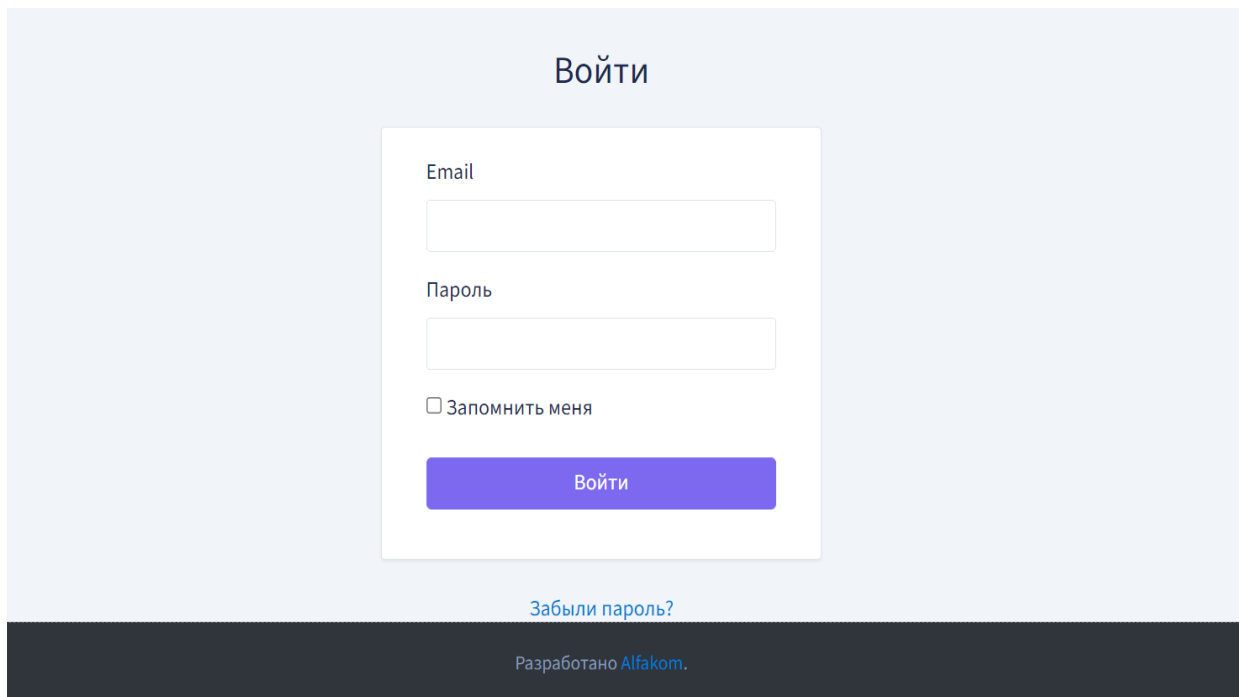 Войти
Email
Пароль
Запомнить меня
Войти
Забыли пароль?
Разработано Alfakom.